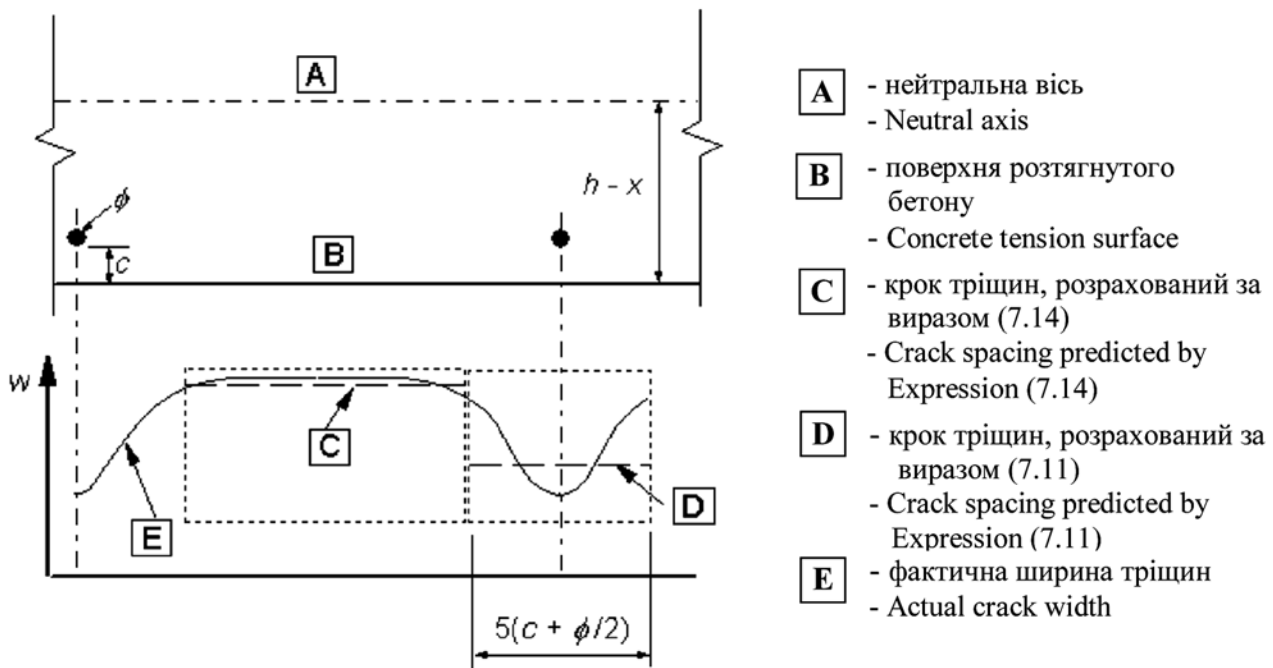 A
h - x
ϕ
c
B
w
C
D
E
5(c + ϕ/2)
A - нейтральна вісь
- Neutral axis
B - поверхня розтягнутого
бетону
- Concrete tension surface
C - крок тріщин, розрахований за
виразом (7.14)
- Crack spacing predicted by
Expression (7.14)
D - крок тріщин, розрахований за
виразом (7.11)
- Crack spacing predicted by
Expression (7.11)
E - фактична ширина тріщин
- Actual crack width